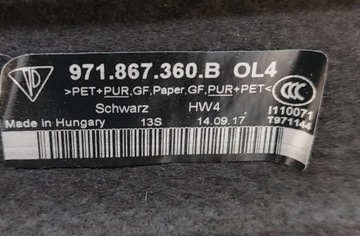 971.867.360.B OL4
>PET+PUR,GF,Paper,GF,PUR+PET<
Schwarz HW4
I110071
Made in Hungary 13S 14.09.17
T971144